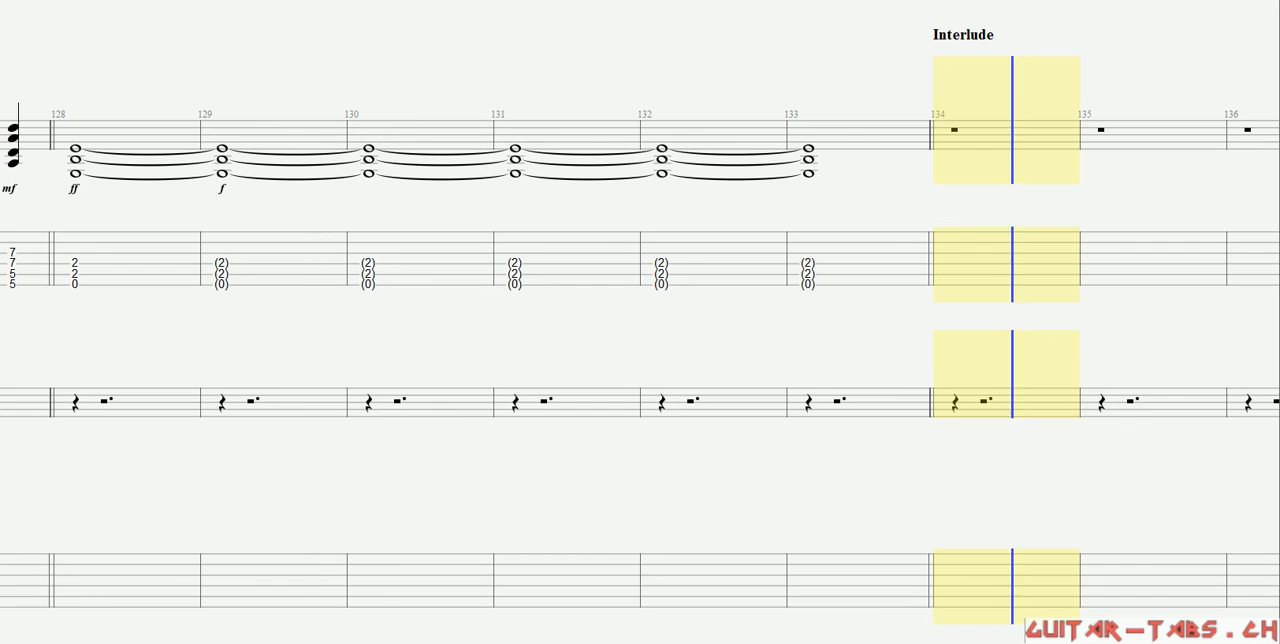 Interlude
128 129 130 131 132 133 134 135 136
mf ff f
7
7 2 (2) (2) (2) (2) (2)
5 2 (2) (2) (2) (2) (2)
5 0 (0) (0) (0) (0) (0)
GUITAR-TABS.CH